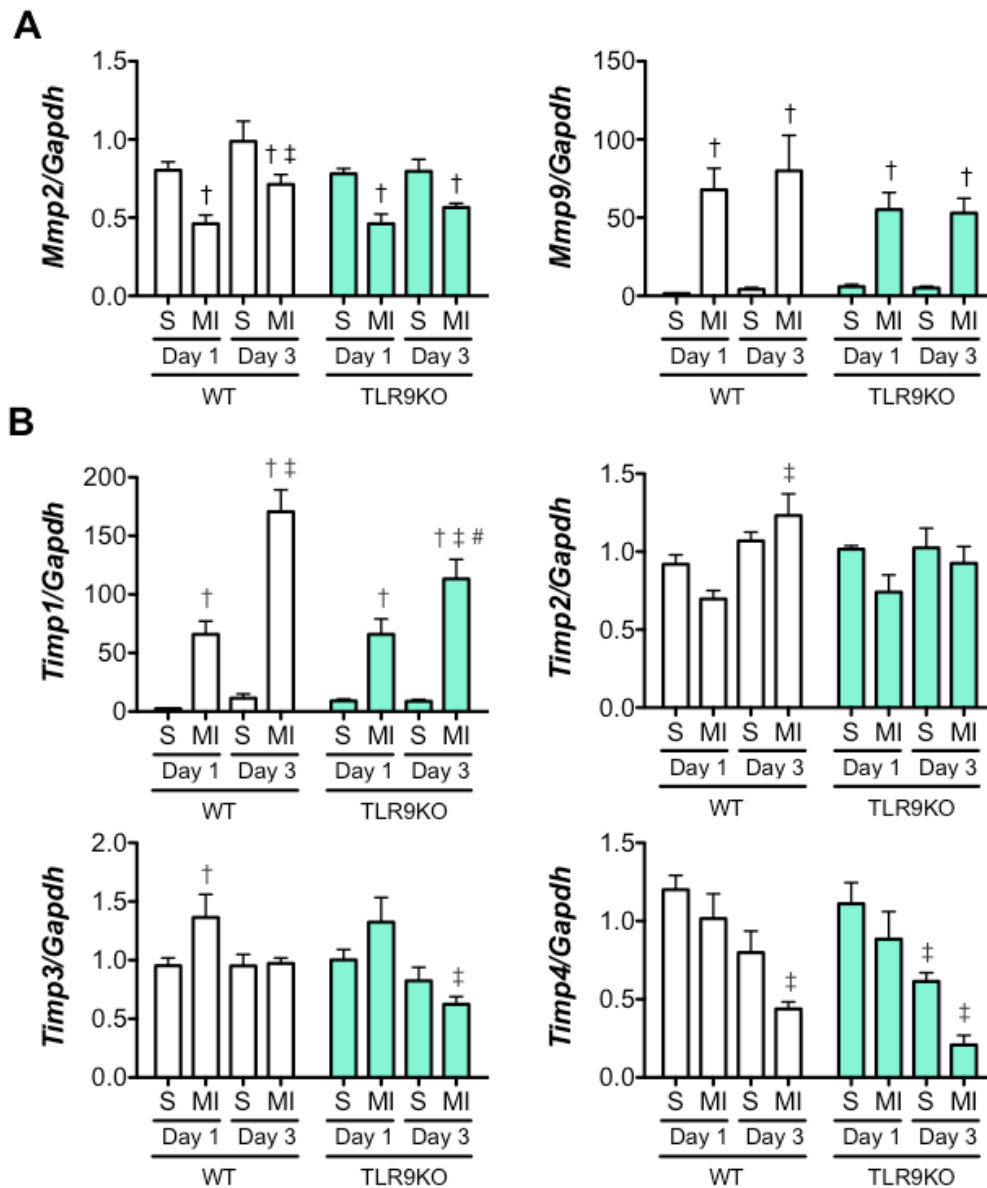 A
Mmp2/Gapdh
1.5
1.0
0.5
0.0
†
† ‡
†
†
S MI S MI S MI S MI
Day 1 Day 3 Day 1 Day 3
WT TLR9KO
Mmp9/Gapdh
150
100
50
0
†
†
†
†
S MI S MI S MI S MI
Day 1 Day 3 Day 1 Day 3
WT TLR9KO
B
Timp1/Gapdh
200
150
100
50
0
†
† ‡
†
† ‡ #
S MI S MI S MI S MI
Day 1 Day 3 Day 1 Day 3
WT TLR9KO
Timp2/Gapdh
1.5
1.0
0.5
0.0
‡
S MI S MI S MI S MI
Day 1 Day 3 Day 1 Day 3
WT TLR9KO
Timp3/Gapdh
2.0
1.5
1.0
0.5
0.0
†
‡
S MI S MI S MI S MI
Day 1 Day 3 Day 1 Day 3
WT TLR9KO
Timp4/Gapdh
1.5
1.0
0.5
0.0
‡
‡
‡
S MI S MI S MI S MI
Day 1 Day 3 Day 1 Day 3
WT TLR9KO